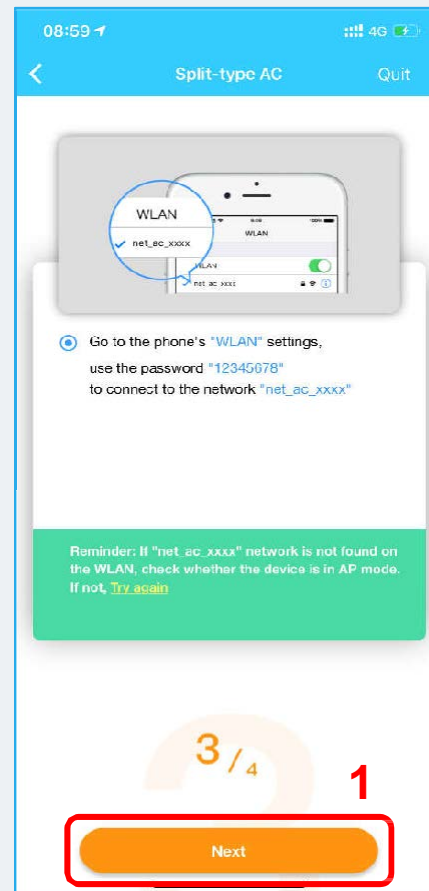 08:59
4G
Split-type AC
Quit
WLAN
net_ac_xxxx
WLAN
WLAN
net_ac_xxxx
Go to the phone's "WLAN" settings,
use the password "12345678"
to connect to the network "net_ac_xxxx"
Reminder: If "net_ac_xxxx" network is not found on
the WLAN, check whether the device is in AP mode.
If not, Try again
3/4
1
Next